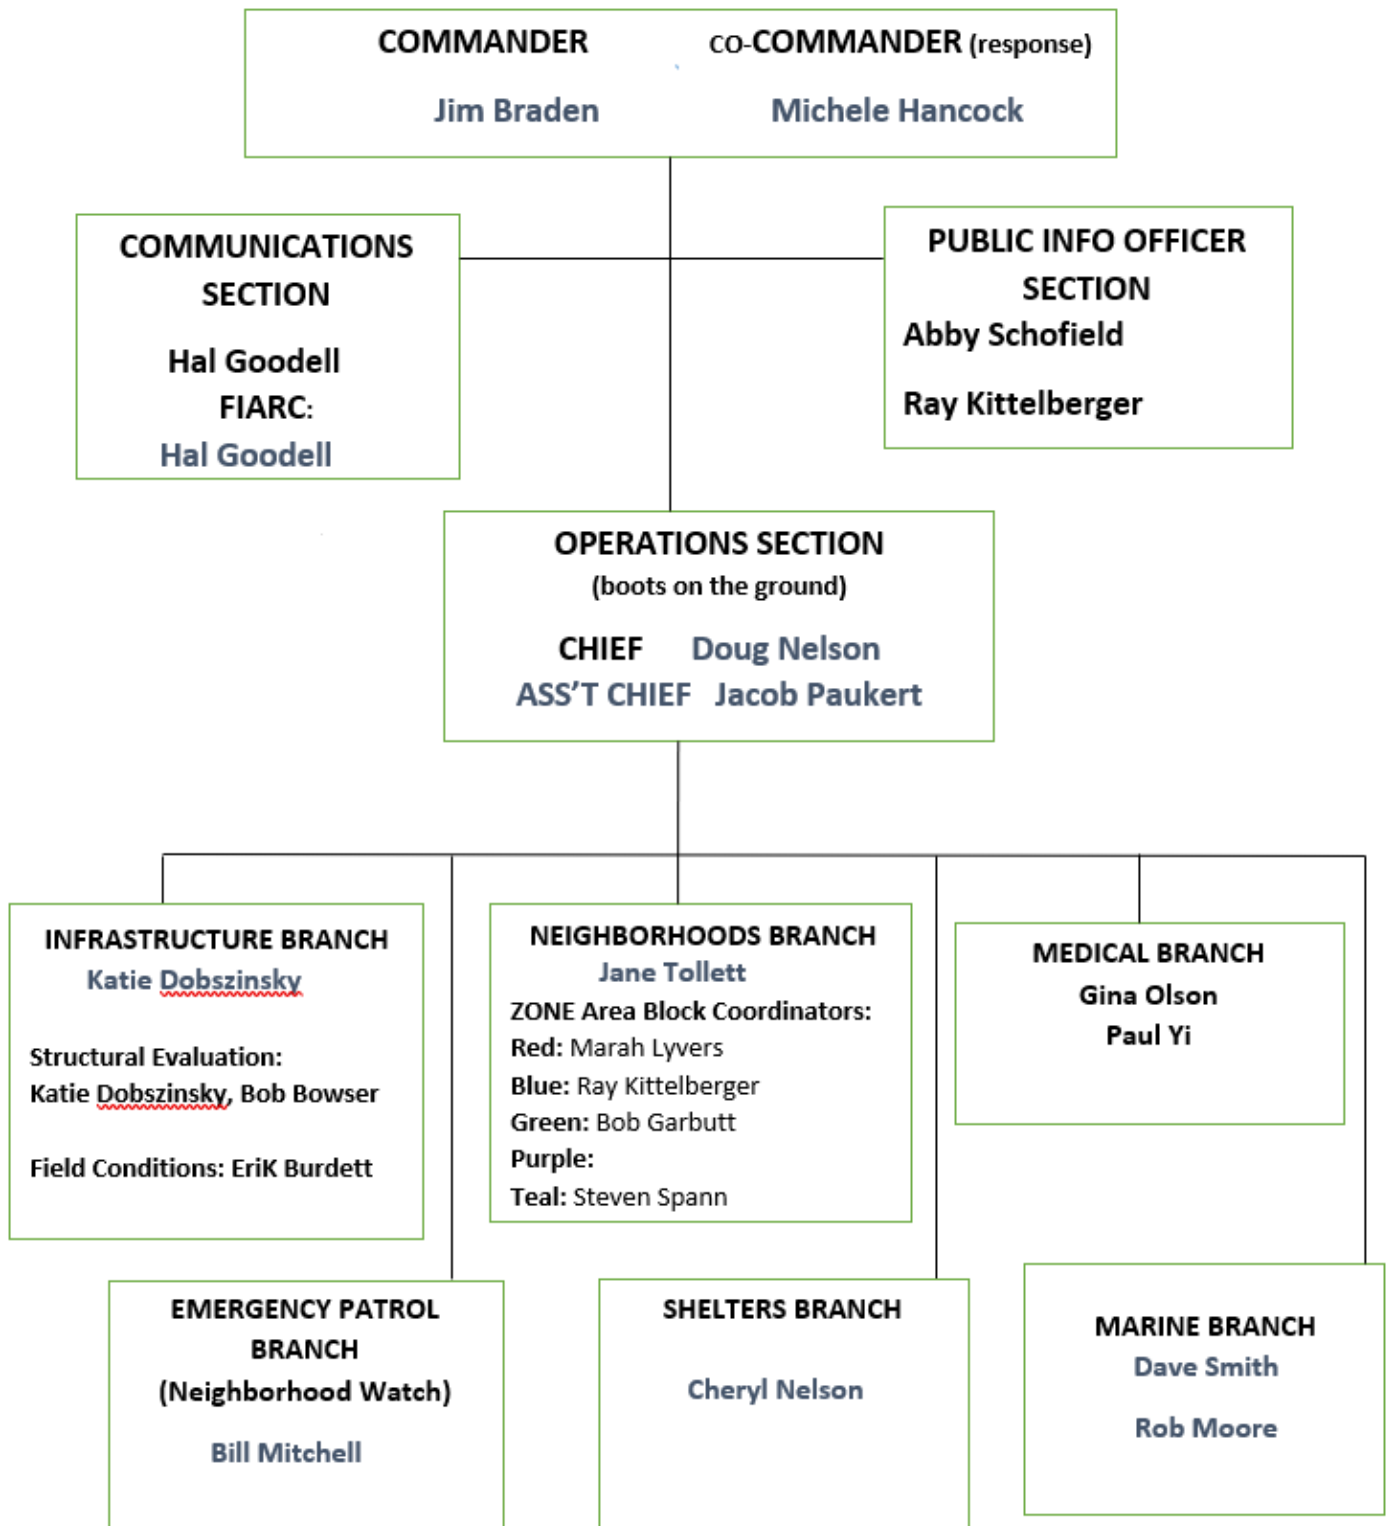 COMMANDER CO-COMMANDER (response)
Jim Braden Michele Hancock
COMMUNICATIONS
SECTION
Hal Goodell
FIARC:
Hal Goodell
PUBLIC INFO OFFICER
SECTION
Abby Schofield
Ray Kittelberger
OPERATIONS SECTION
(boots on the ground)
CHIEF Doug Nelson
ASS’T CHIEF Jacob Paukert
INFRASTRUCTURE BRANCH
Katie Dobszinsky
Structural Evaluation:
Katie Dobszinsky, Bob Bowser
Field Conditions: EriK Burdett
NEIGHBORHOODS BRANCH
Jane Tollett
ZONE Area Block Coordinators:
Red: Marah Lyvers
Blue: Ray Kittelberger
Green: Bob Garbutt
Purple:
Teal: Steven Spann
MEDICAL BRANCH
Gina Olson
Paul Yi
EMERGENCY PATROL
BRANCH
(Neighborhood Watch)
Bill Mitchell
SHELTERS BRANCH
Cheryl Nelson
MARINE BRANCH
Dave Smith
Rob Moore